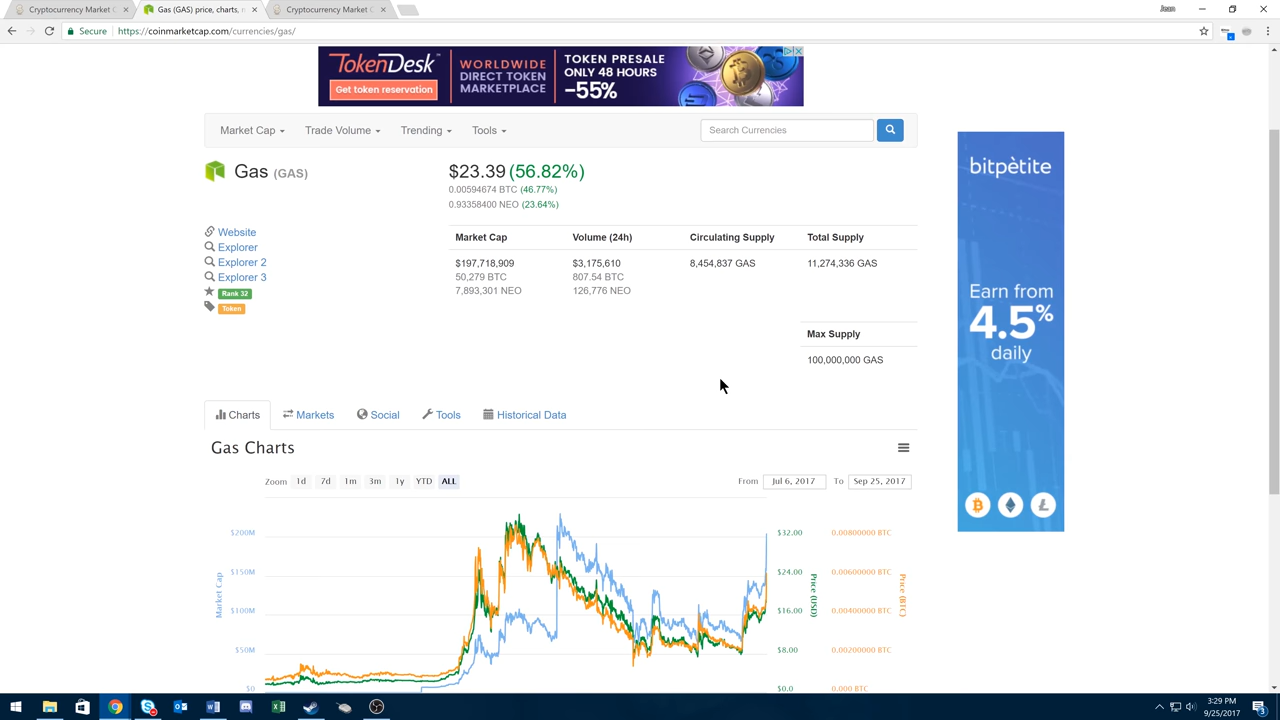 Cryptocurrency Market C
Gas (GAS) price, charts, m
Cryptocurrency Market C
Jean
Secure
https://coinmarketcap.com/currencies/gas/
TokenDesk™
Get token reservation
WORLDWIDE
DIRECT TOKEN
MARKETPLACE
TOKEN PRESALE
ONLY 48 HOURS
-55%
Market Cap
Trade Volume
Trending
Tools
Search Currencies
Gas (GAS)
$23.39 (56.82%)
0.00594674 BTC (46.77%)
0.93358400 NEO (23.64%)
Website
Explorer
Explorer 2
Explorer 3
Rank 32
Token
Market Cap
Volume (24h)
Circulating Supply
Total Supply
$197,718,909
$3,175,610
8,454,837 GAS
11,274,336 GAS
50,279 BTC
807.54 BTC
7,893,301 NEO
126,776 NEO
Max Supply
100,000,000 GAS
bitpètite
Earn from
4.5%
daily
Charts
Markets
Social
Tools
Historical Data
Gas Charts
Zoom 1d 7d 1m 3m 1y YTD ALL
From Jul 6, 2017 To Sep 25, 2017
$200M
$150M
$100M
$50M
$0
Market Cap
$32.00
$24.00
$16.00
$8.00
$0.0
Price (USD)
0.00800000 BTC
0.00600000 BTC
0.00400000 BTC
0.00200000 BTC
0.000 BTC
Price (BTC)
3:29 PM
9/25/2017